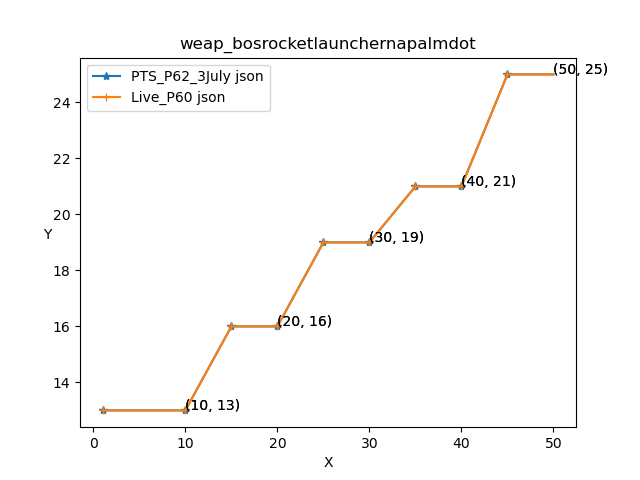 weap_bosrocketlaunchernapalmdot
PTS_P62_3July json
Live_P60 json
(50, 25)
24
22
(40, 21)
20
Y
(30, 19)
18
16
(20, 16)
14
(10, 13)
0 10 20 30 40 50
X